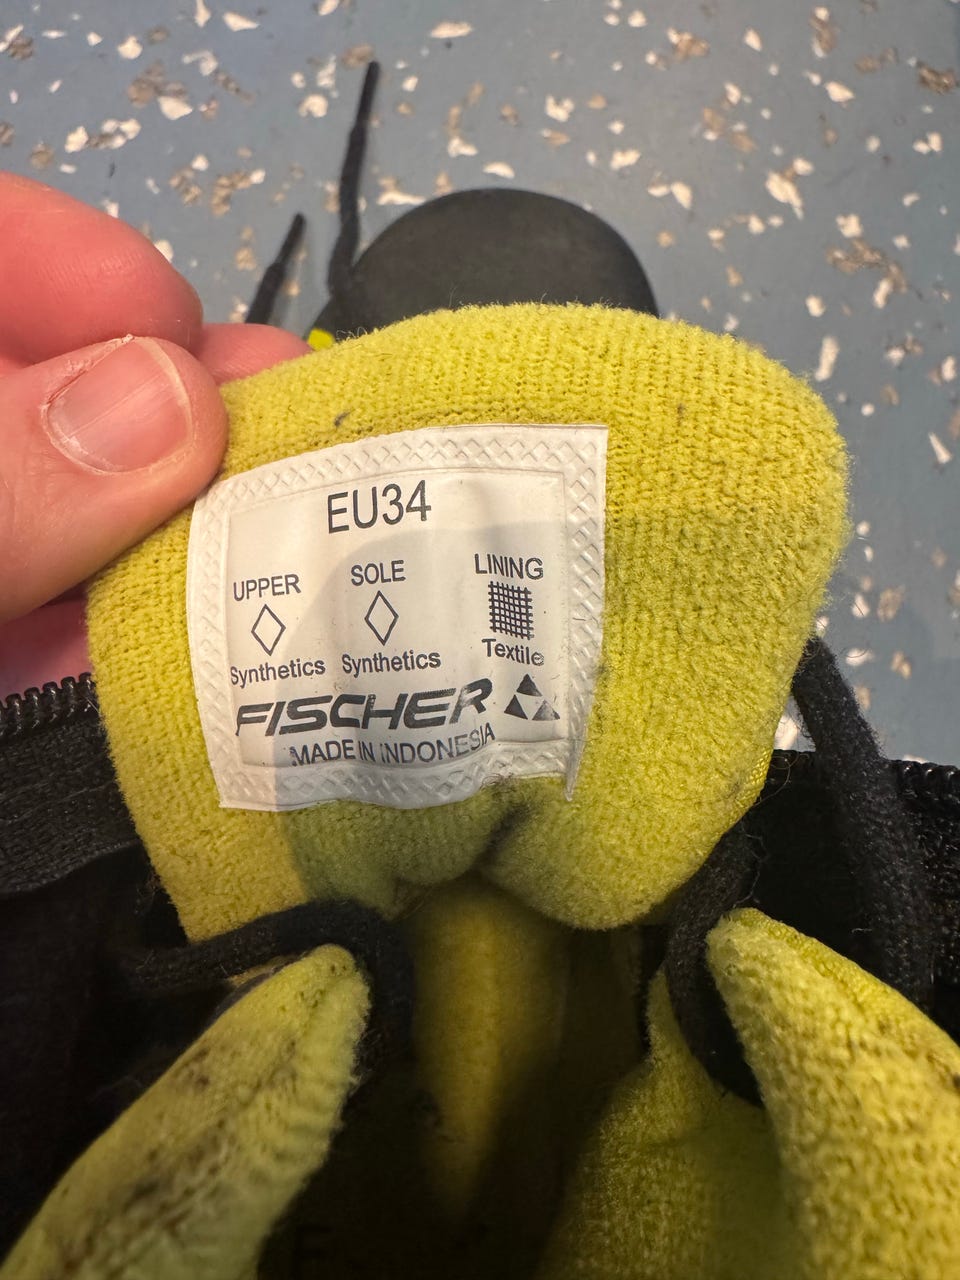 EU34
UPPER SOLE LINING
Synthetics Synthetics Textile
FISCHER
MADE IN INDONESIA